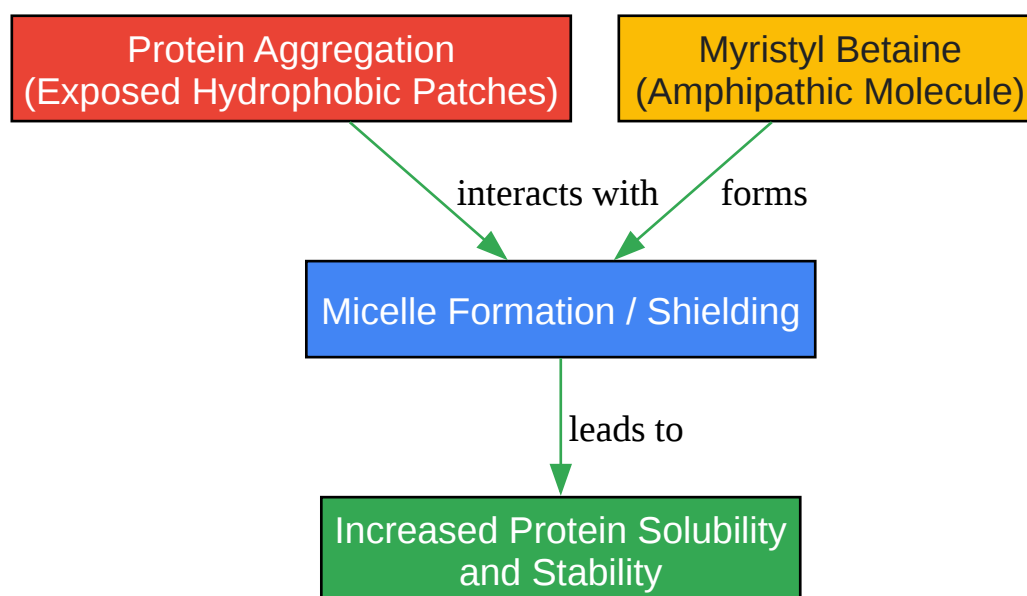 Protein Aggregation
(Exposed Hydrophobic Patches)
Myristyl Betaine
(Amphipathic Molecule)
interacts with
forms
Micelle Formation / Shielding
leads to
Increased Protein Solubility
and Stability